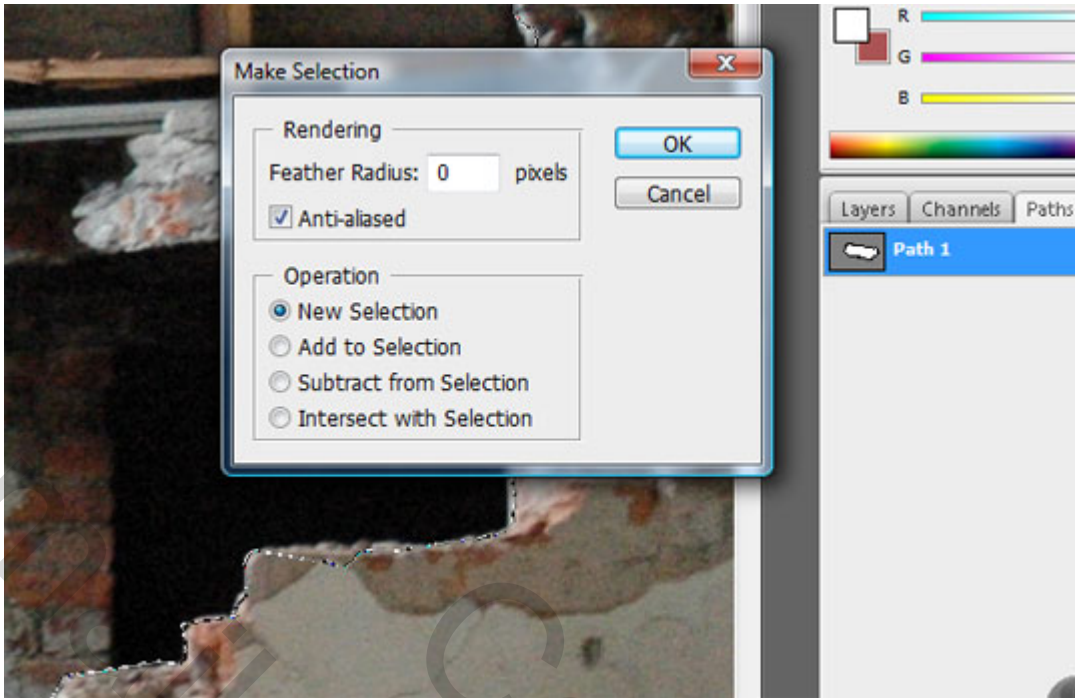 Make Selection
Rendering
Feather Radius: 0 pixels
Anti-aliased
OK
Cancel
Operation
New Selection
Add to Selection
Subtract from Selection
Intersect with Selection
R
G
B
Layers Channels Paths
Path 1